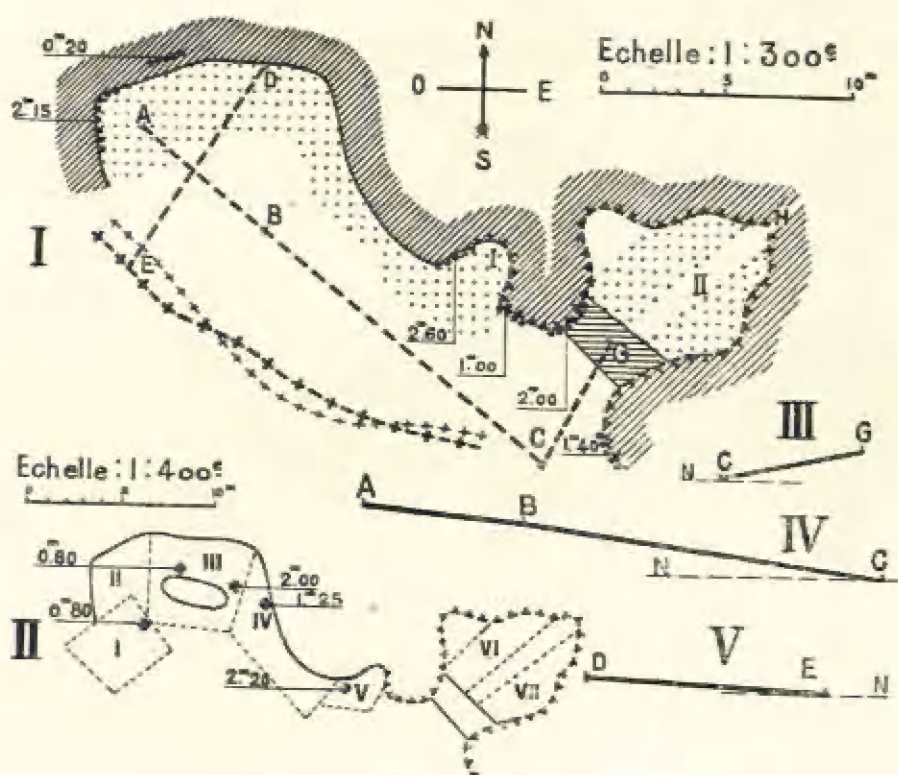 0ᵐ20
N
Echelle:1:300ᵉ
O E
0 5 10ᵐ
S
2ᵐ15
A
D
B
I
E
I
II
H
2ᵐ60
1ᵐ00
2ᵐ00
G
C
1ᵐ40
III
G
N C
Echelle:1:400ᵉ
10ᵐ
A
B
IV
N C
0ᵐ80
III
II
2ᵐ00
1ᵐ25
0ᵐ80
IV
II
I
2ᵐ20
V
VI
VII
V
D
E N